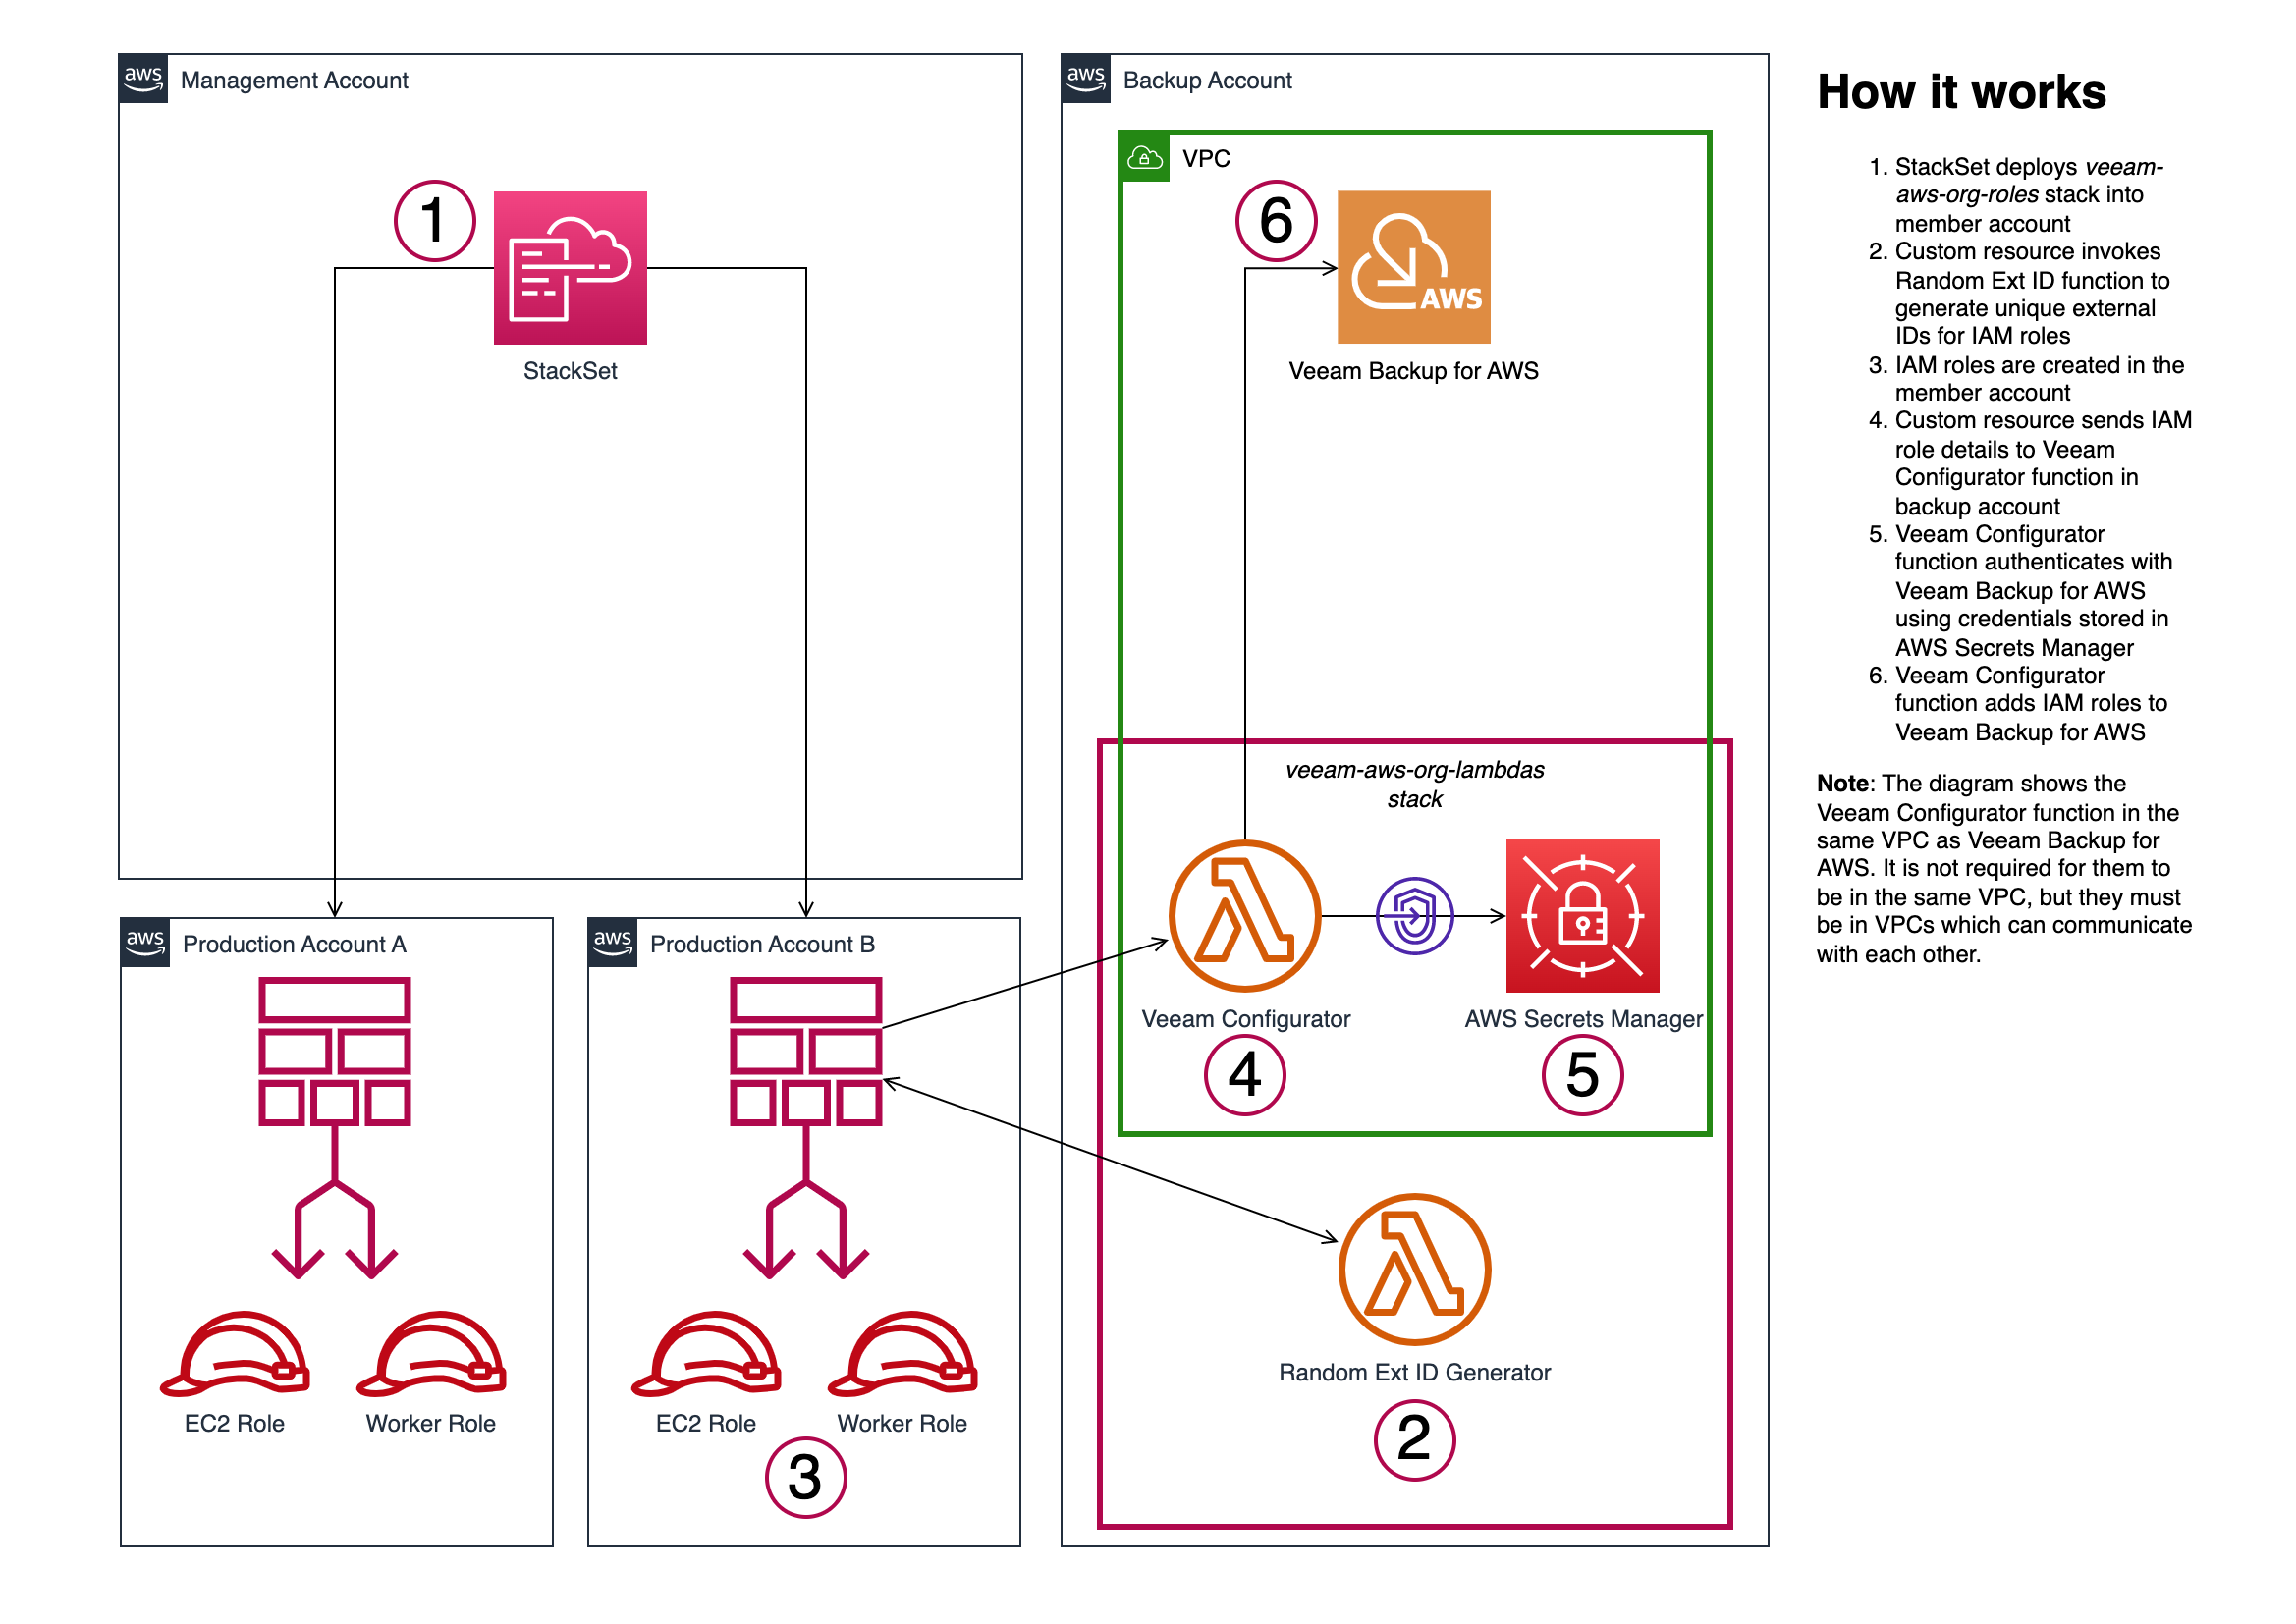 aws Management Account
1
StackSet
aws Backup Account
VPC
6
AWS
Veeam Backup for AWS
veeam-aws-org-lambdas
stack
Veeam Configurator
AWS Secrets Manager
4
5
Random Ext ID Generator
2
aws Production Account A
EC2 Role
Worker Role
aws Production Account B
EC2 Role
Worker Role
3
How it works
1. StackSet deploys veeam-
aws-org-roles stack into
member account
2. Custom resource invokes
Random Ext ID function to
generate unique external
IDs for IAM roles
3. IAM roles are created in the
member account
4. Custom resource sends IAM
role details to Veeam
Configurator function in
backup account
5. Veeam Configurator
function authenticates with
Veeam Backup for AWS
using credentials stored in
AWS Secrets Manager
6. Veeam Configurator
function adds IAM roles to
Veeam Backup for AWS
Note: The diagram shows the
Veeam Configurator function in the
same VPC as Veeam Backup for
AWS. It is not required for them to
be in the same VPC, but they must
be in VPCs which can communicate
with each other.